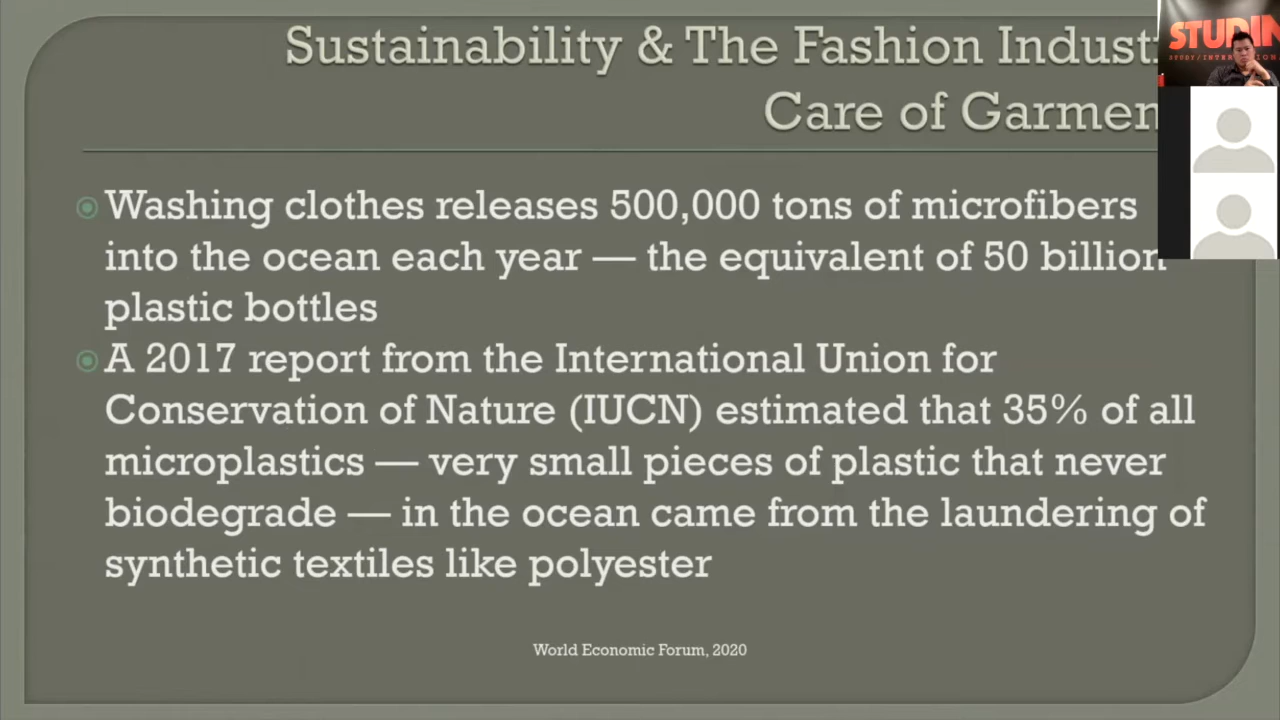 Sustainability & The Fashion Indust
Care of Garmen
Washing clothes releases 500,000 tons of microfibers
into the ocean each year — the equivalent of 50 billion
plastic bottles
A 2017 report from the International Union for
Conservation of Nature (IUCN) estimated that 35% of all
microplastics — very small pieces of plastic that never
biodegrade — in the ocean came from the laundering of
synthetic textiles like polyester
World Economic Forum, 2020